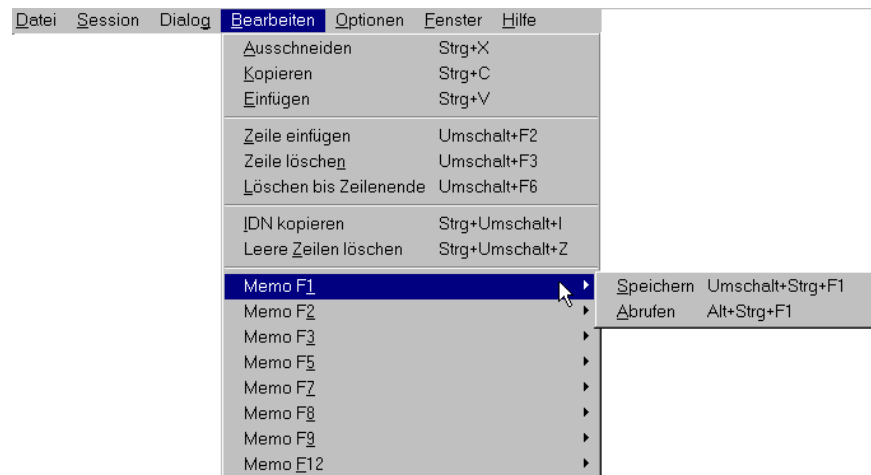 Datei Session Dialog Bearbeiten Optionen Fenster Hilfe
Ausschneiden Strg+X
Kopieren Strg+C
Einfügen Strg+V
Zeile einfügen Umschalt+F2
Zeile löschen Umschalt+F3
Löschen bis Zeilenende Umschalt+F6
IDN kopieren Strg+Umschalt+I
Leere Zeilen löschen Strg+Umschalt+Z
Memo F1 Speichern Umschalt+Strg+F1
Memo F2 Abrufen Alt+Strg+F1
Memo F3
Memo F5
Memo F7
Memo F8
Memo F9
Memo F12